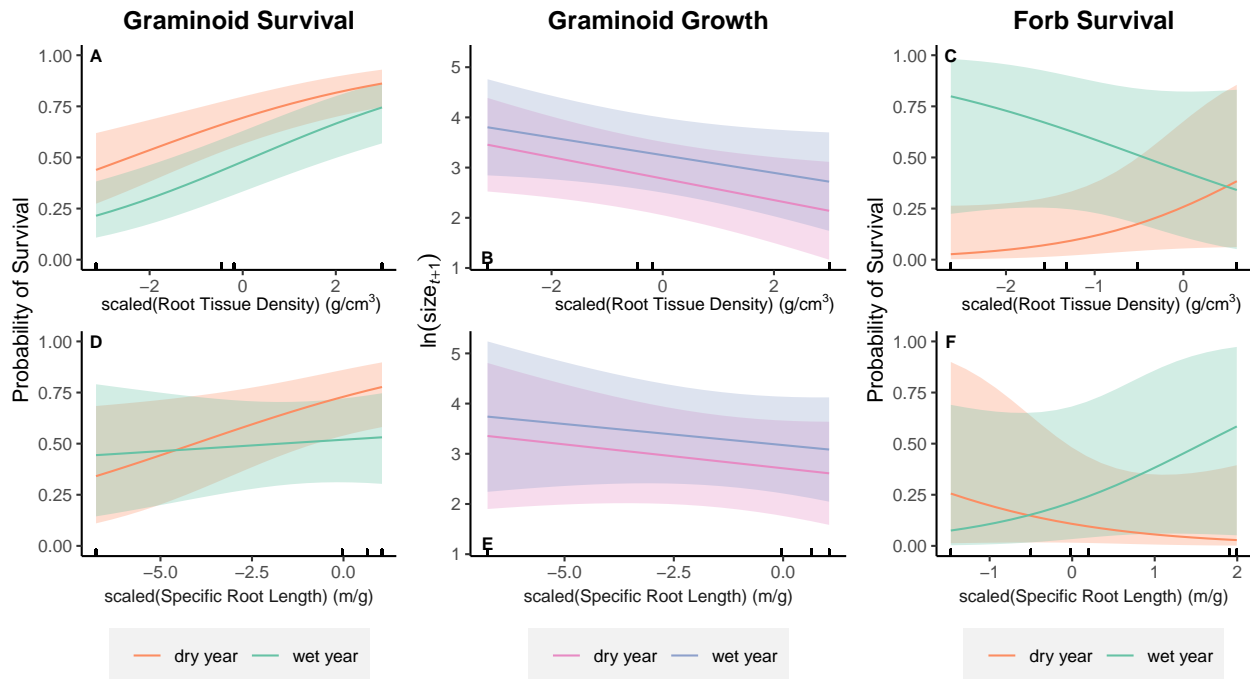 Graminoid Survival
Graminoid Growth
Forb Survival
Probability of Survival
A
1.00
0.75
0.50
0.25
0.00
−2
0
2
scaled(Root Tissue Density) (g/cm³)
ln(size t+1)
5
4
3
2
1
B
−2
0
2
scaled(Root Tissue Density) (g/cm³)
Probability of Survival
C
1.00
0.75
0.50
0.25
0.00
−2
−1
0
scaled(Root Tissue Density) (g/cm³)
D
1.00
0.75
0.50
0.25
0.00
−5.0
−2.5
0.0
scaled(Specific Root Length) (m/g)
5
4
3
2
1
E
−5.0
−2.5
0.0
scaled(Specific Root Length) (m/g)
F
1.00
0.75
0.50
0.25
0.00
−1
0
1
2
scaled(Specific Root Length) (m/g)
dry year wet year
dry year wet year
dry year wet year